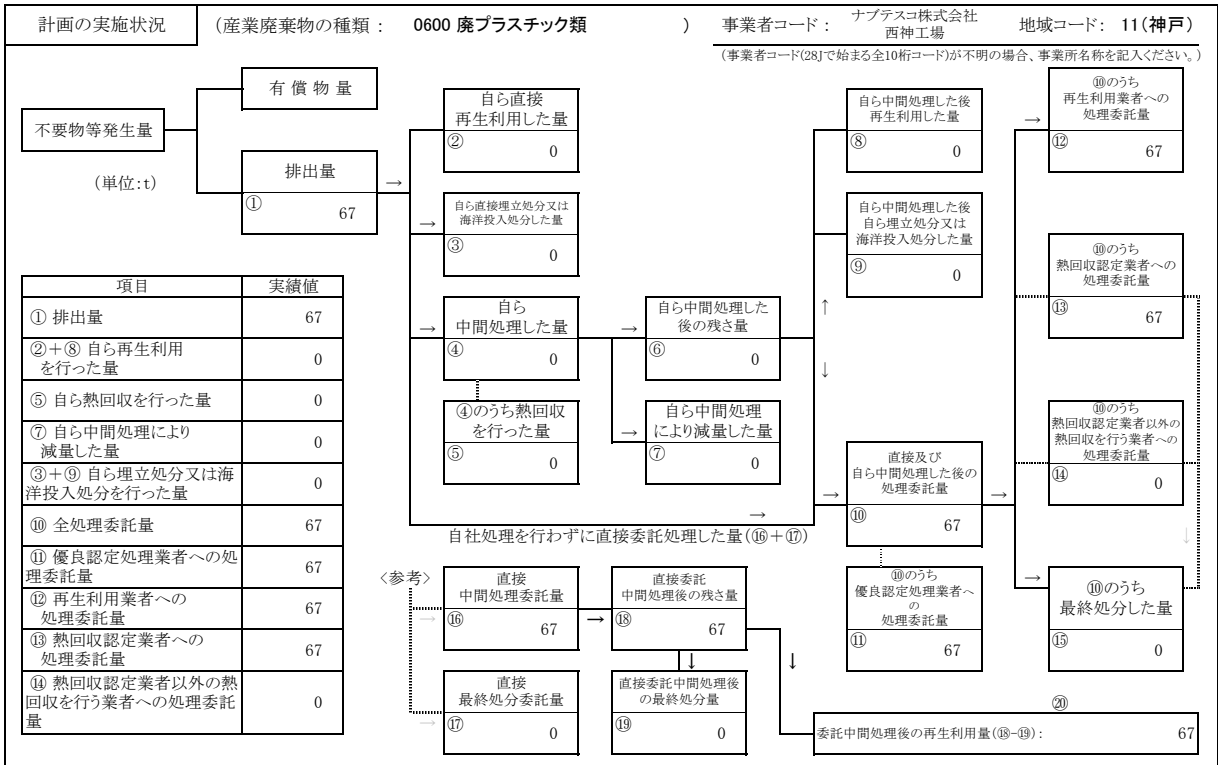 計画の実施状況 (産業廃棄物の種類 : 0600 廃プラスチック類 ) 事業者コード : ナブテスコ株式会社 地域コード: 11(神戸)
西神工場
(事業者コード(28Jで始まる全10桁コード)が不明の場合、事業所名称を記入ください。)
不要物等発生量
(単位:t)
有 償 物 量
排出量
→
①
67
自ら直接
再生利用した量
②
0
→
自ら直接埋立処分又は
海洋投入処分した量
③
0
→
自ら
中間処理した量
④
0
④のうち熱回収
を行った量
⑤
0
→
自ら中間処理した
後の残さ量
⑥
0
→
自ら中間処理
により減量した量
⑦
0
自ら中間処理した後
再生利用した量
⑧
0
自ら中間処理した後
自ら埋立処分又は
海洋投入処分した量
⑨
0
↑
↓
→
直接及び
自ら中間処理した後の
処理委託量
⑩
67
→
⑩のうち
優良認定処理業者へ
の
処理委託量
⑪
67
→
⑩のうち
再生利用業者への
処理委託量
⑫
67
⑩のうち
熱回収認定業者への
処理委託量
⑬
67
⑩のうち
熱回収認定業者以外の
熱回収を行う業者への
処理委託量
⑭
0
↓
→
⑩のうち
最終処分した量
⑮
0
→
自社処理を行わずに直接委託処理した量(⑯+⑰)
〈参考〉
→
直接
中間処理委託量
⑯
67
→
直接委託
中間処理後の残さ量
⑱
67
↓
↓
→
直接
最終処分委託量
⑰
0
直接委託中間処理後
の最終処分量
⑲
0
⑳
委託中間処理後の再生利用量(⑱-⑲) : 67
項目 実績値
① 排出量 67
②+⑧ 自ら再生利用
を行った量 0
⑤ 自ら熱回収を行った量 0
⑦ 自ら中間処理により
減量した量 0
③+⑨ 自ら埋立処分又は海
洋投入処分を行った量 0
⑩ 全処理委託量 67
⑪ 優良認定処理業者への処
理委託量 67
⑫ 再生利用業者への
処理委託量 67
⑬ 熱回収認定業者への
処理委託量 67
⑭ 熱回収認定業者以外の熱
回収を行う業者への処理委託
量 0